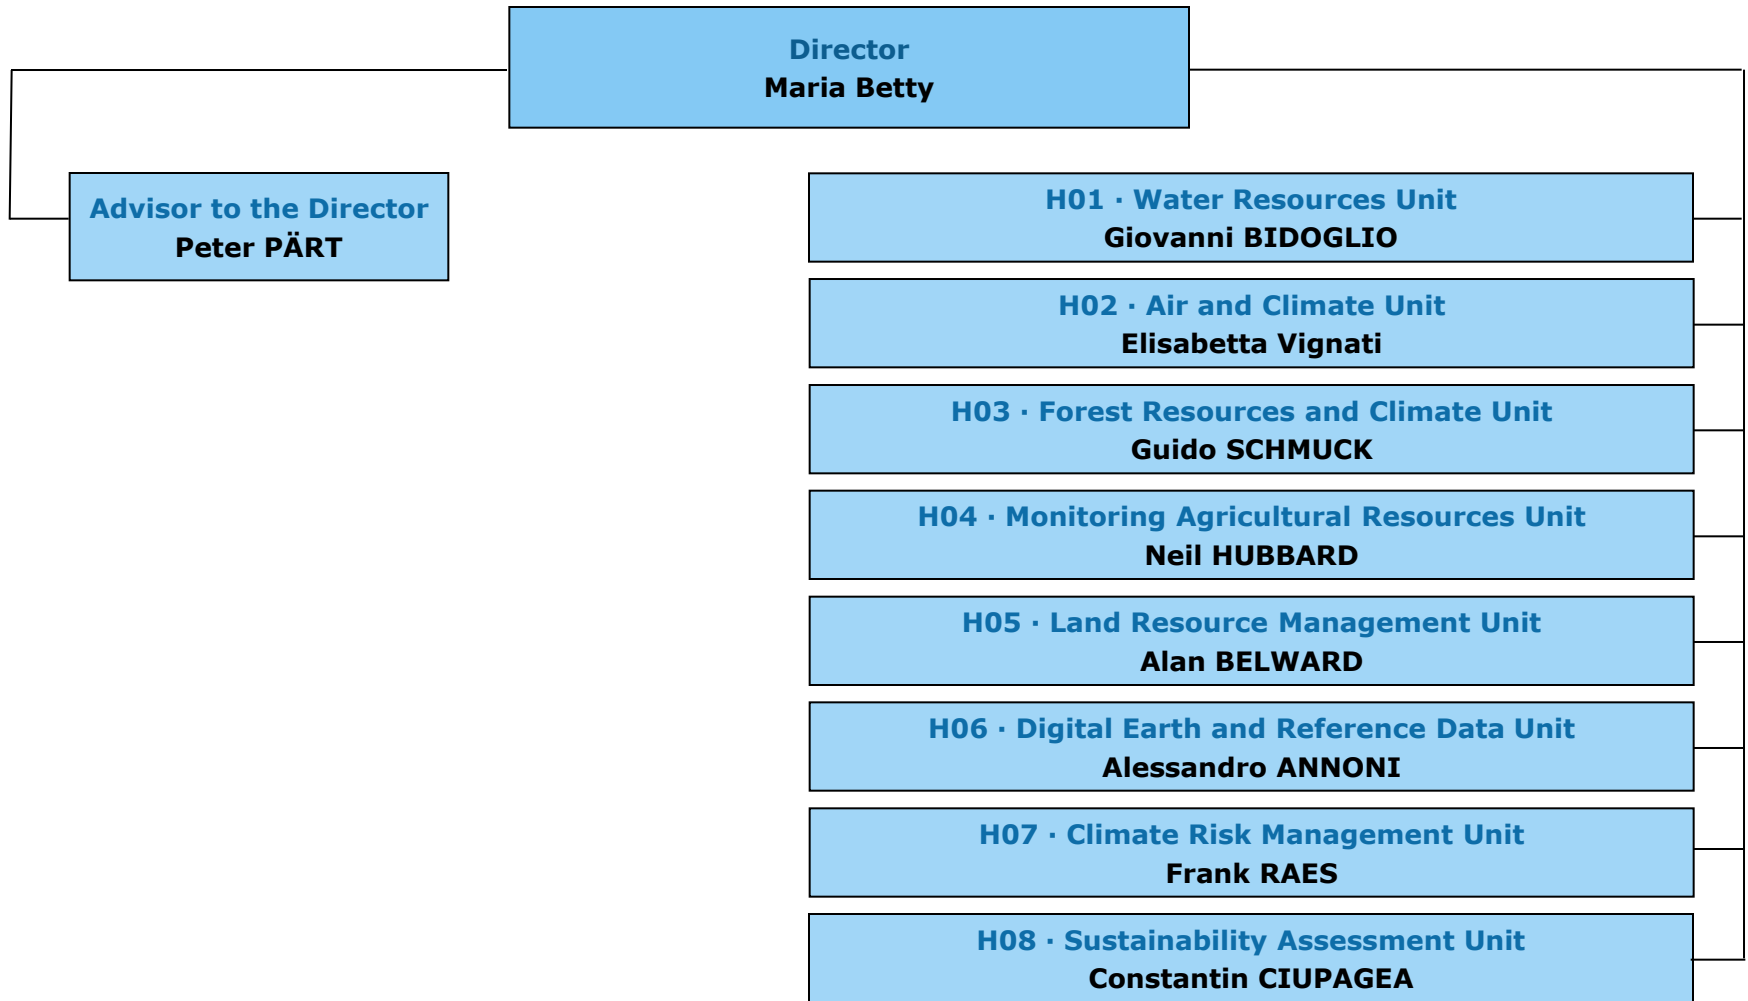 Director
Maria Betty
Advisor to the Director
Peter PÄRT
H01 · Water Resources Unit
Giovanni BIDOGLIO
H02 · Air and Climate Unit
Elisabetta Vignati
H03 · Forest Resources and Climate Unit
Guido SCHMUCK
H04 · Monitoring Agricultural Resources Unit
Neil HUBBARD
H05 · Land Resource Management Unit
Alan BELWARD
H06 · Digital Earth and Reference Data Unit
Alessandro ANNONI
H07 · Climate Risk Management Unit
Frank RAES
H08 · Sustainability Assessment Unit
Constantin CIUPAGEA